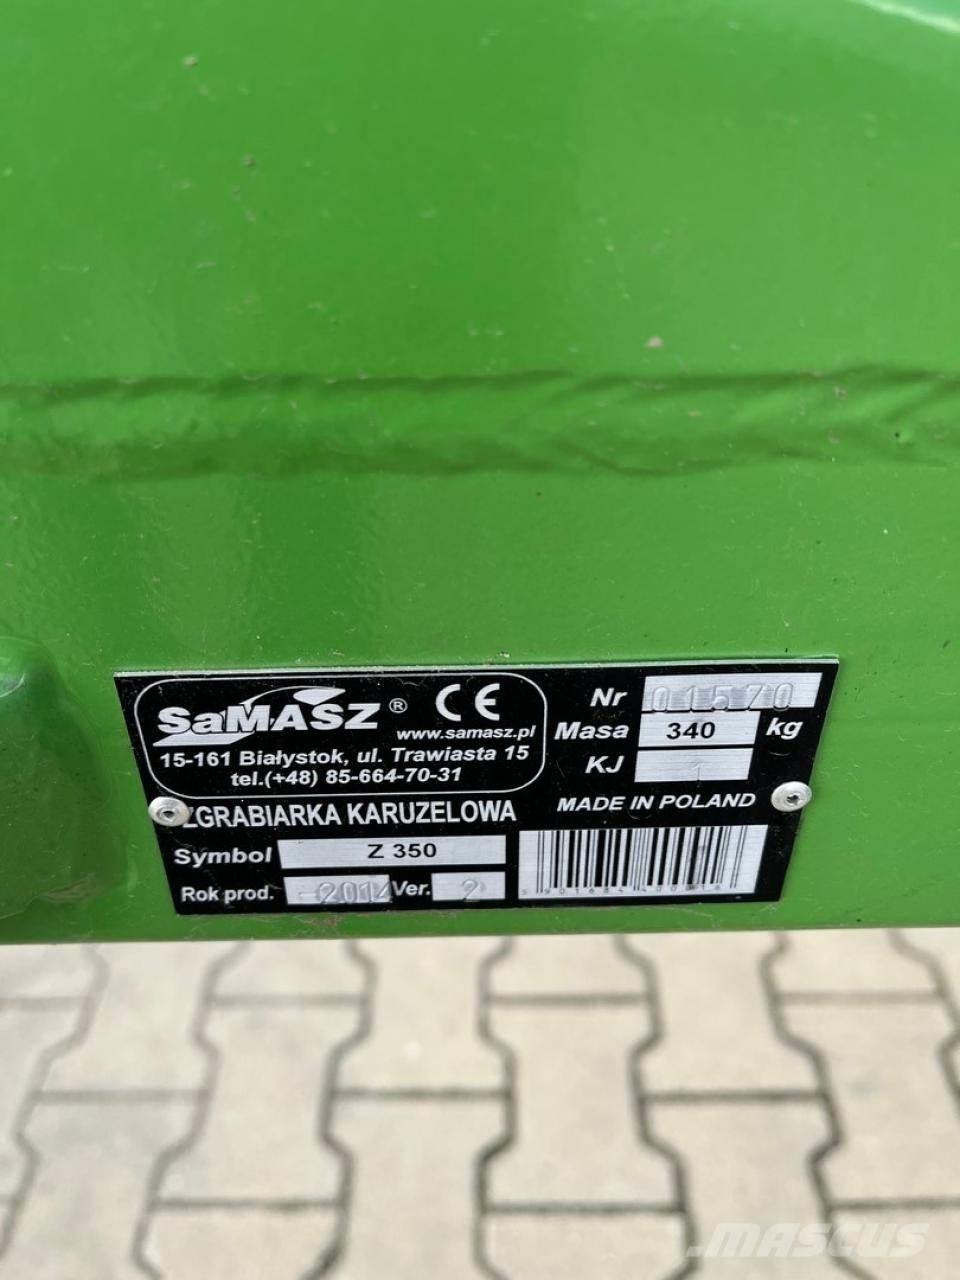 SaMASZ ® CE
www.samasz.pl
15-161 Białystok, ul. Trawiasta 15
tel.(+48) 85-664-70-31
Nr 01570
Masa 340 kg
KJ 1
ZGRABIARKA KARUZELOWA
MADE IN POLAND
Symbol Z 350
Rok prod. 2014 Ver. 2
MASCUS